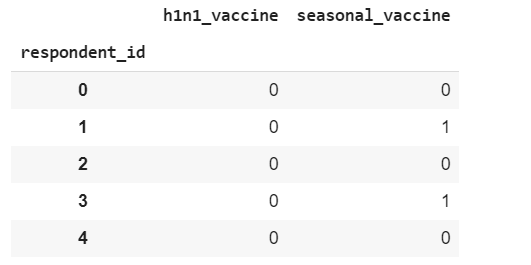 h1n1_vaccine seasonal_vaccine
respondent_id
0 0 0
1 0 1
2 0 0
3 0 1
4 0 0